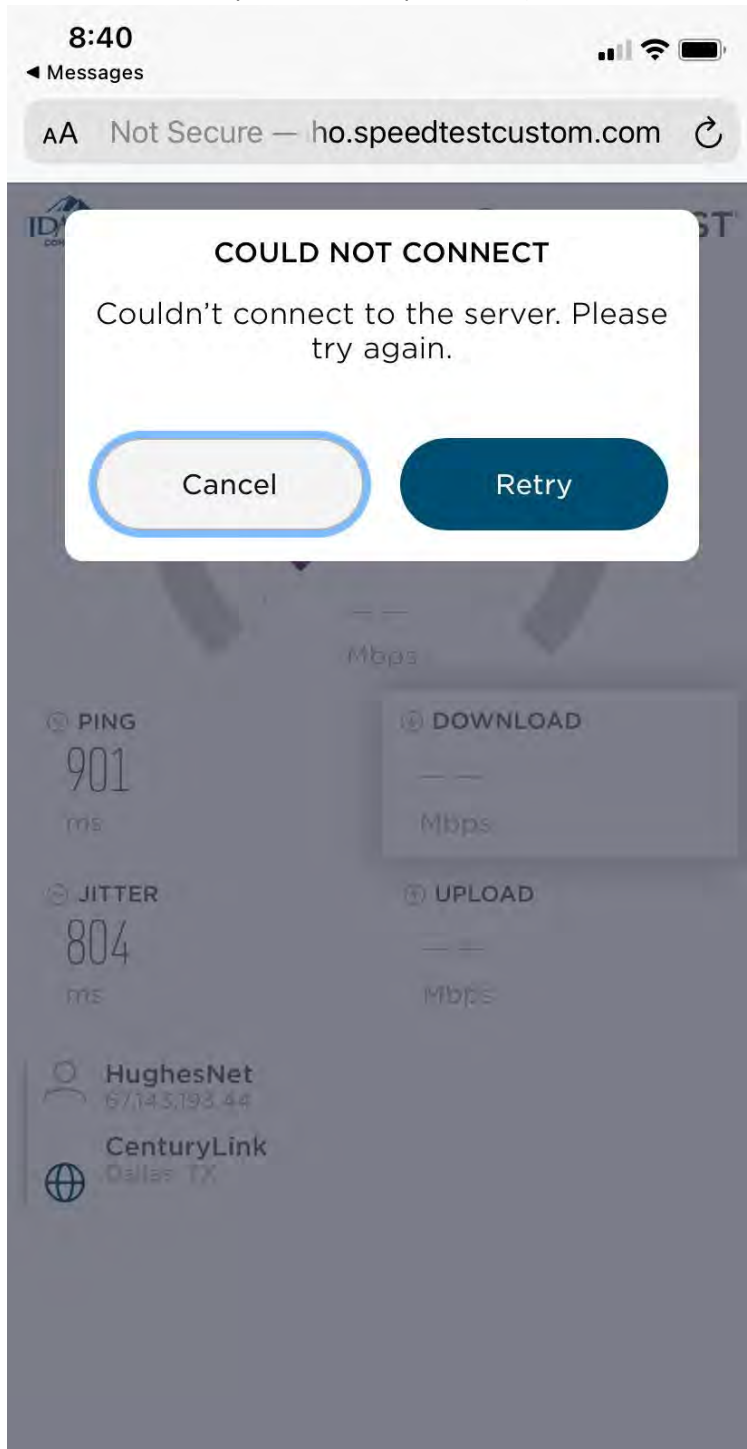 8:40
Messages
AA Not Secure — ho.speedtestcustom.com
COULD NOT CONNECT
Couldn't connect to the server. Please
try again.
Cancel Retry
Mbps
PING DOWNLOAD
901 — —
ms Mbps
JITTER UPLOAD
804 — —
ms Mbps
HughesNet
67.143.193.44
CenturyLink
Dallas, TX